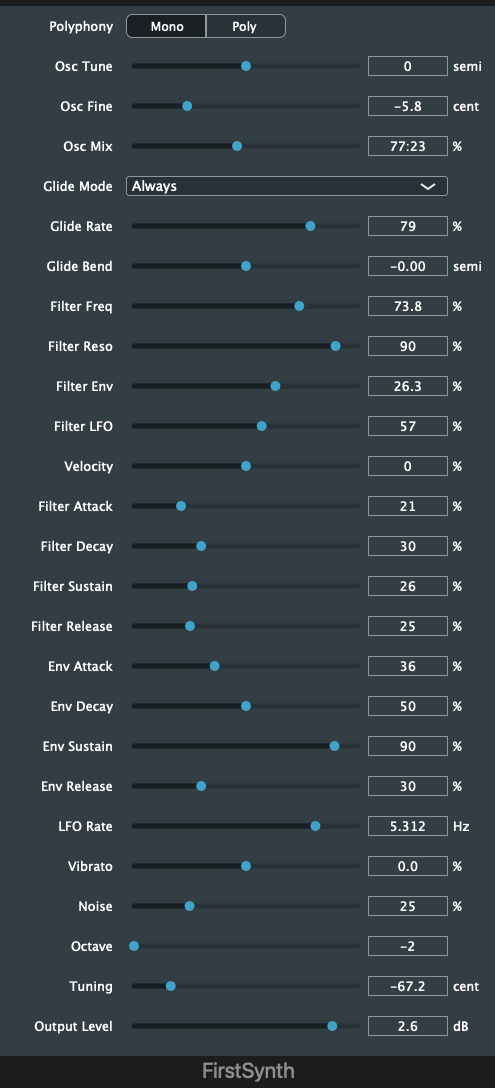 Polyphony Mono Poly
Osc Tune 0 semi
Osc Fine −5.8 cent
Osc Mix 77:23 %
Glide Mode Always
Glide Rate 79 %
Glide Bend −0.00 semi
Filter Freq 73.8 %
Filter Reso 90 %
Filter Env 26.3 %
Filter LFO 57 %
Velocity 0 %
Filter Attack 21 %
Filter Decay 30 %
Filter Sustain 26 %
Filter Release 25 %
Env Attack 36 %
Env Decay 50 %
Env Sustain 90 %
Env Release 30 %
LFO Rate 5.312 Hz
Vibrato 0.0 %
Noise 25 %
Octave −2
Tuning −67.2 cent
Output Level 2.6 dB
FirstSynth